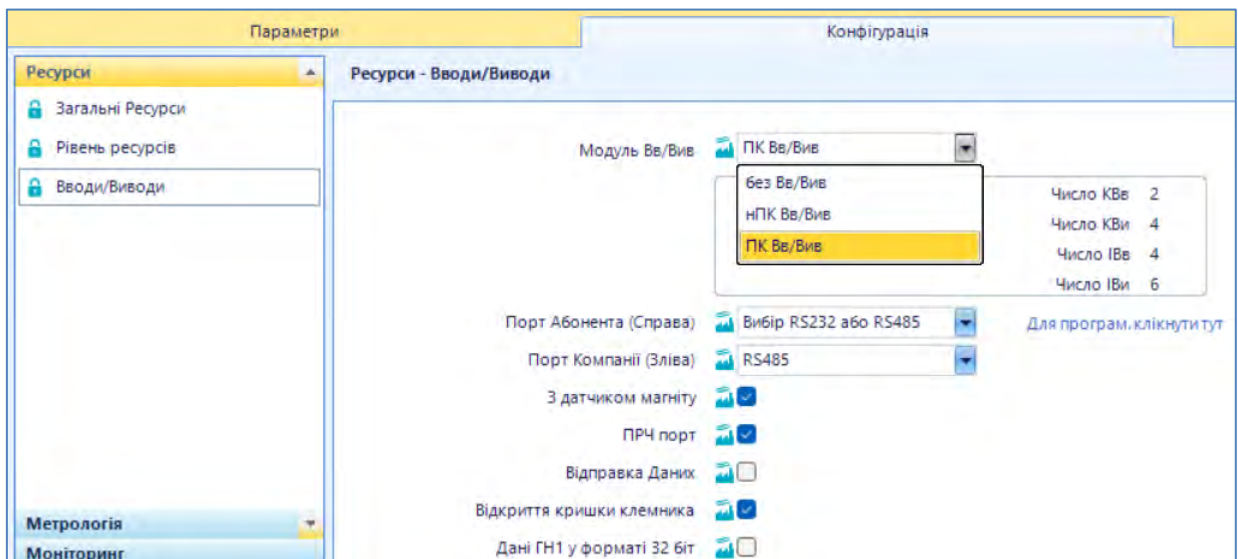 Параметри
Конфігурація
Ресурси
Загальні Ресурси
Рівень ресурсів
Вводи/Виводи
Метрологія
Моніторинг
Ресурси - Вводи/Виводи
Модуль Вв/Вив
ПК Вв/Вив
без Вв/Вив
нПК Вв/Вив
ПК Вв/Вив
Число КВв 2
Число КВи 4
Число ІВв 4
Число ІВи 6
Порт Абонента (Справа)
Вибір RS232 або RS485
Для програм.клікнути тут
Порт Компанії (Зліва)
RS485
З датчиком магніту
ПРЧ порт
Відправка Даних
Відкриття кришки клемника
Дані ГН1 у форматі 32 біт